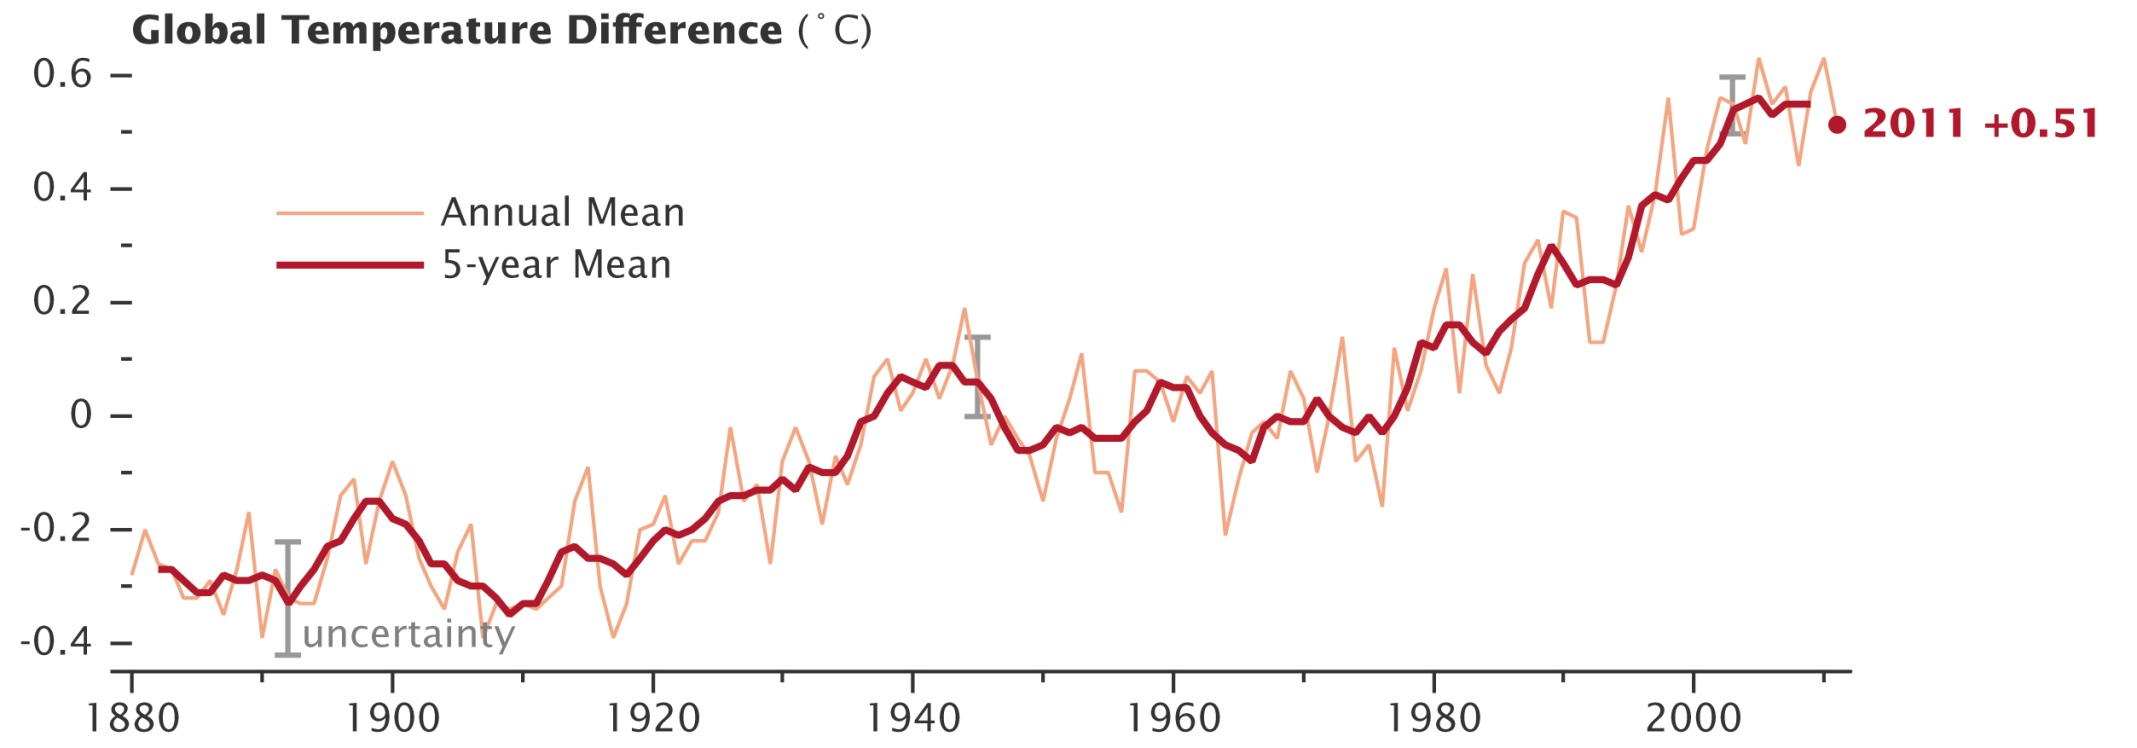 Global Temperature Difference (˚C)
0.6
0.4
0.2
0
-0.2
-0.4
Annual Mean
5-year Mean
2011 +0.51
uncertainty
1880 1900 1920 1940 1960 1980 2000